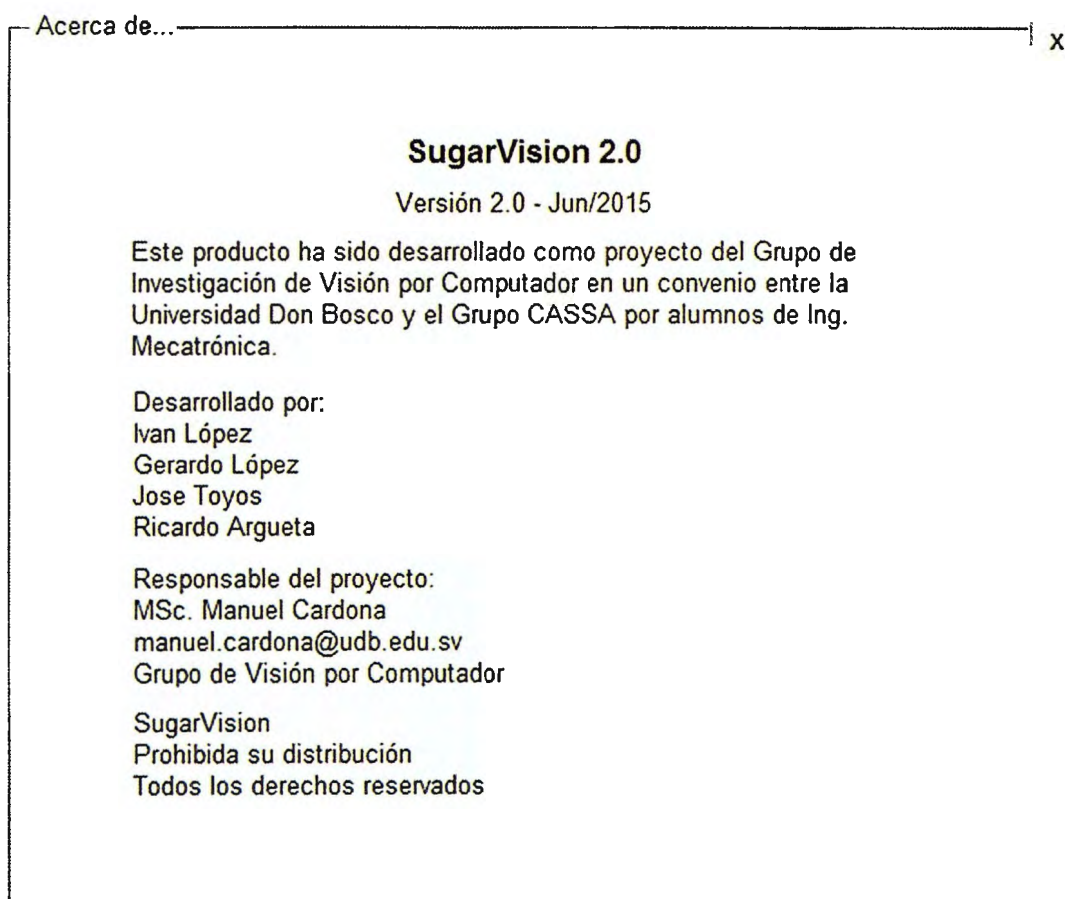 Acerca de...
X
SugarVision 2.0
Versión 2.0 - Jun/2015
Este producto ha sido desarrollado como proyecto del Grupo de
Investigación de Visión por Computador en un convenio entre la
Universidad Don Bosco y el Grupo CASSA por alumnos de Ing.
Mecatrónica.
Desarrollado por:
Ivan López
Gerardo López
Jose Toyos
Ricardo Argueta
Responsable del proyecto:
MSc. Manuel Cardona
manuel.cardona@udb.edu.sv
Grupo de Visión por Computador
SugarVision
Prohibida su distribución
Todos los derechos reservados